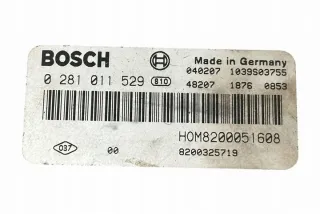 BOSCH
Made in Germany
040207 1039S03755
0 281 011 529 810
48207 1876 0853
HOM8200051608
037 00 8200325719